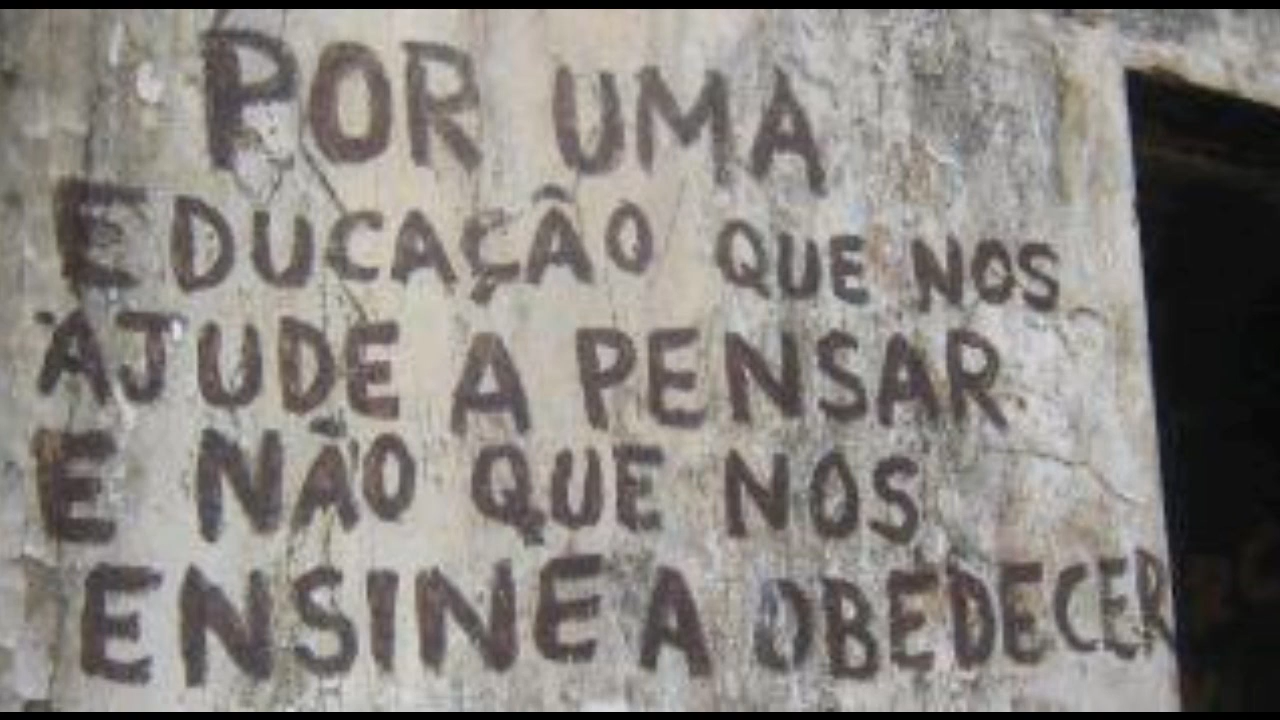 POR UMA
EDUCAÇÃO QUE NOS
AJUDE A PENSAR
E NÃO QUE NOS
ENSINE A OBEDECER